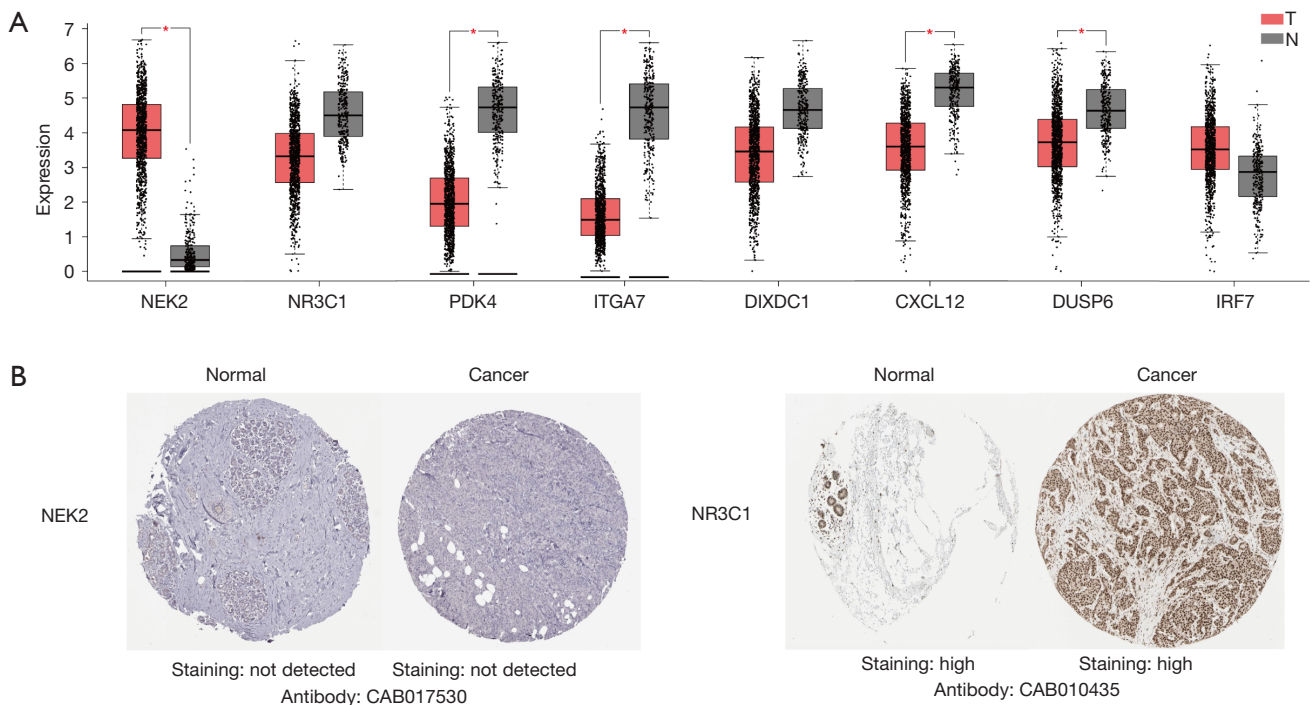 A
T
N
*
*
*
*
*
7
6
5
4
3
2
1
0
Expression
NEK2 NR3C1 PDK4 ITGA7 DIXDC1 CXCL12 DUSP6 IRF7
B
Normal Cancer
NEK2
Staining: not detected Staining: not detected
Antibody: CAB017530
Normal Cancer
NR3C1
Staining: high Staining: high
Antibody: CAB010435